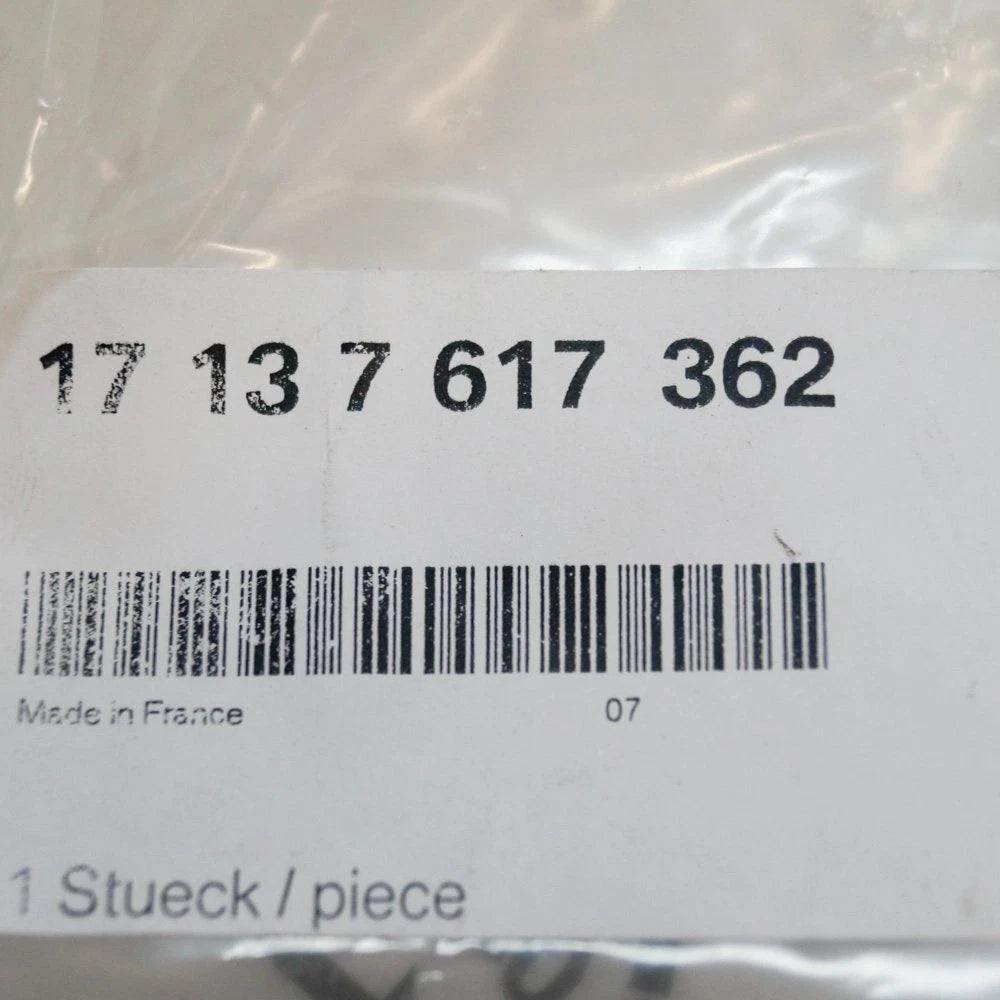 17 13 7 617 362
Made in France 07
1 Stueck / piece